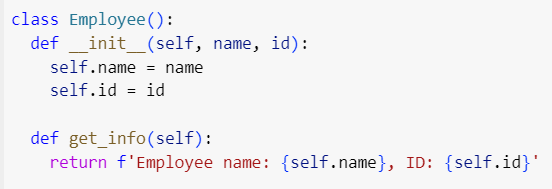 class Employee():
  def __init__(self, name, id):
    self.name = name
    self.id = id

  def get_info(self):
    return f'Employee name: {self.name}, ID: {self.id}'